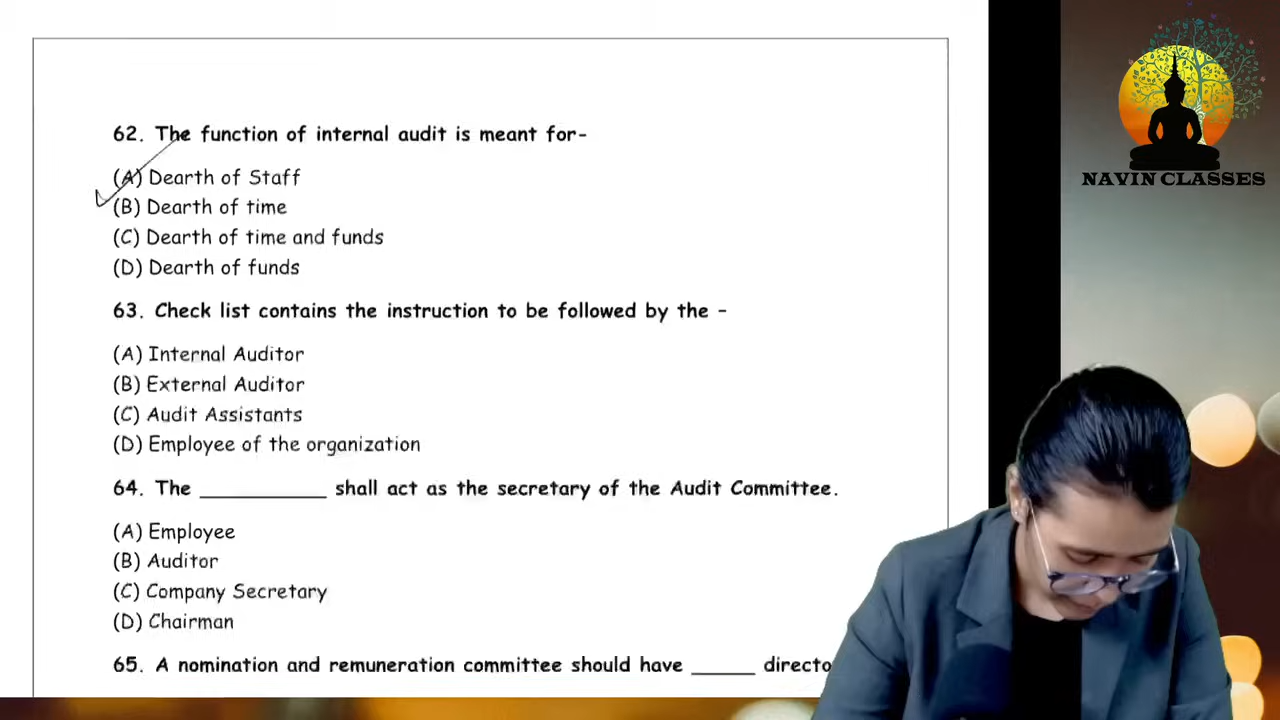 NAVIN CLASSES
62. The function of internal audit is meant for-
(A) Dearth of Staff
(B) Dearth of time
(C) Dearth of time and funds
(D) Dearth of funds
63. Check list contains the instruction to be followed by the -
(A) Internal Auditor
(B) External Auditor
(C) Audit Assistants
(D) Employee of the organization
64. The ____________ shall act as the secretary of the Audit Committee.
(A) Employee
(B) Auditor
(C) Company Secretary
(D) Chairman
65. A nomination and remuneration committee should have ______